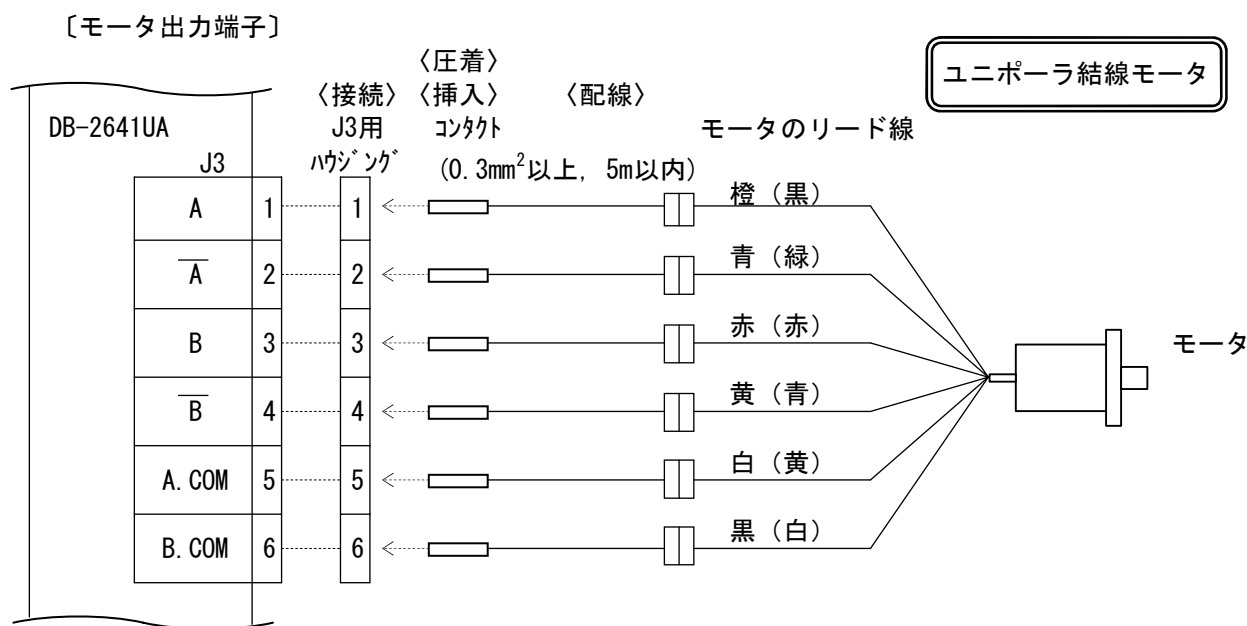 〔モータ出力端子〕
ユニポーラ結線モータ
〈圧着〉
〈接続〉〈挿入〉 〈配線〉
DB-2641UA J3用 ｺﾝﾀｸﾄ モータのリード線
J3 ﾊｳｼﾞﾝｸﾞ (0.3mm²以上, 5m以内)
A 1 1 橙（黒）
A̅ 2 2 青（緑）
B 3 3 赤（赤）
モータ
B̅ 4 4 黄（青）
A.COM 5 5 白（黄）
B.COM 6 6 黒（白）